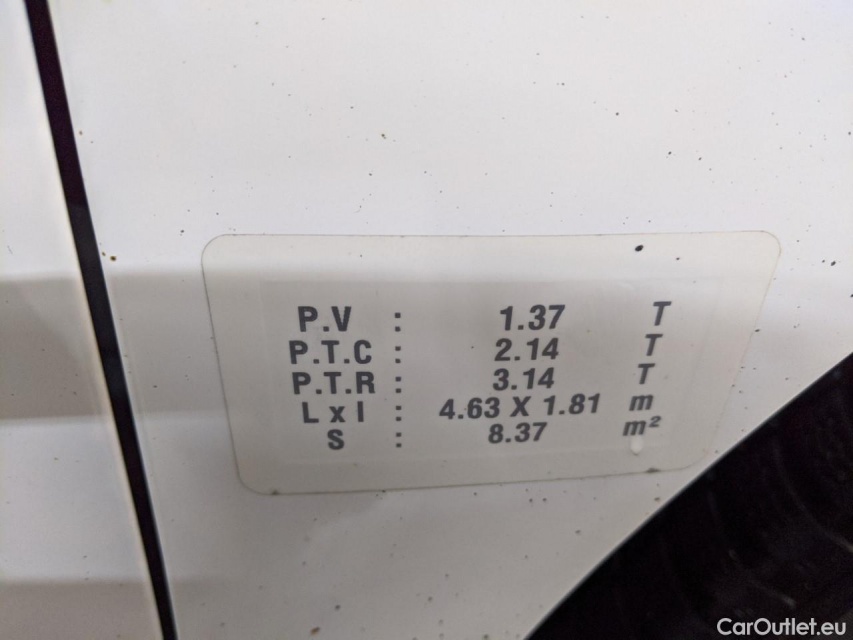 P.V : 1.37 T
P.T.C : 2.14 T
P.T.R : 3.14 T
L x l : 4.63 X 1.81 m
S : 8.37 m²
CarOutlet.eu